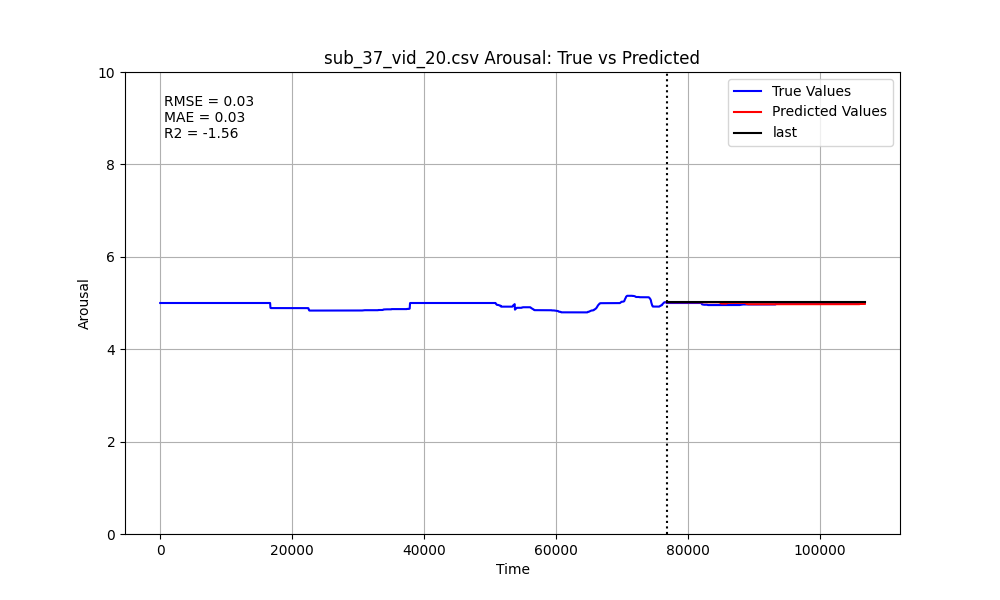 sub_37_vid_20.csv Arousal: True vs Predicted
RMSE = 0.03
MAE = 0.03
R2 = -1.56
True Values
Predicted Values
last
Arousal
10
8
6
4
2
0
0
20000
40000
60000
80000
100000
Time